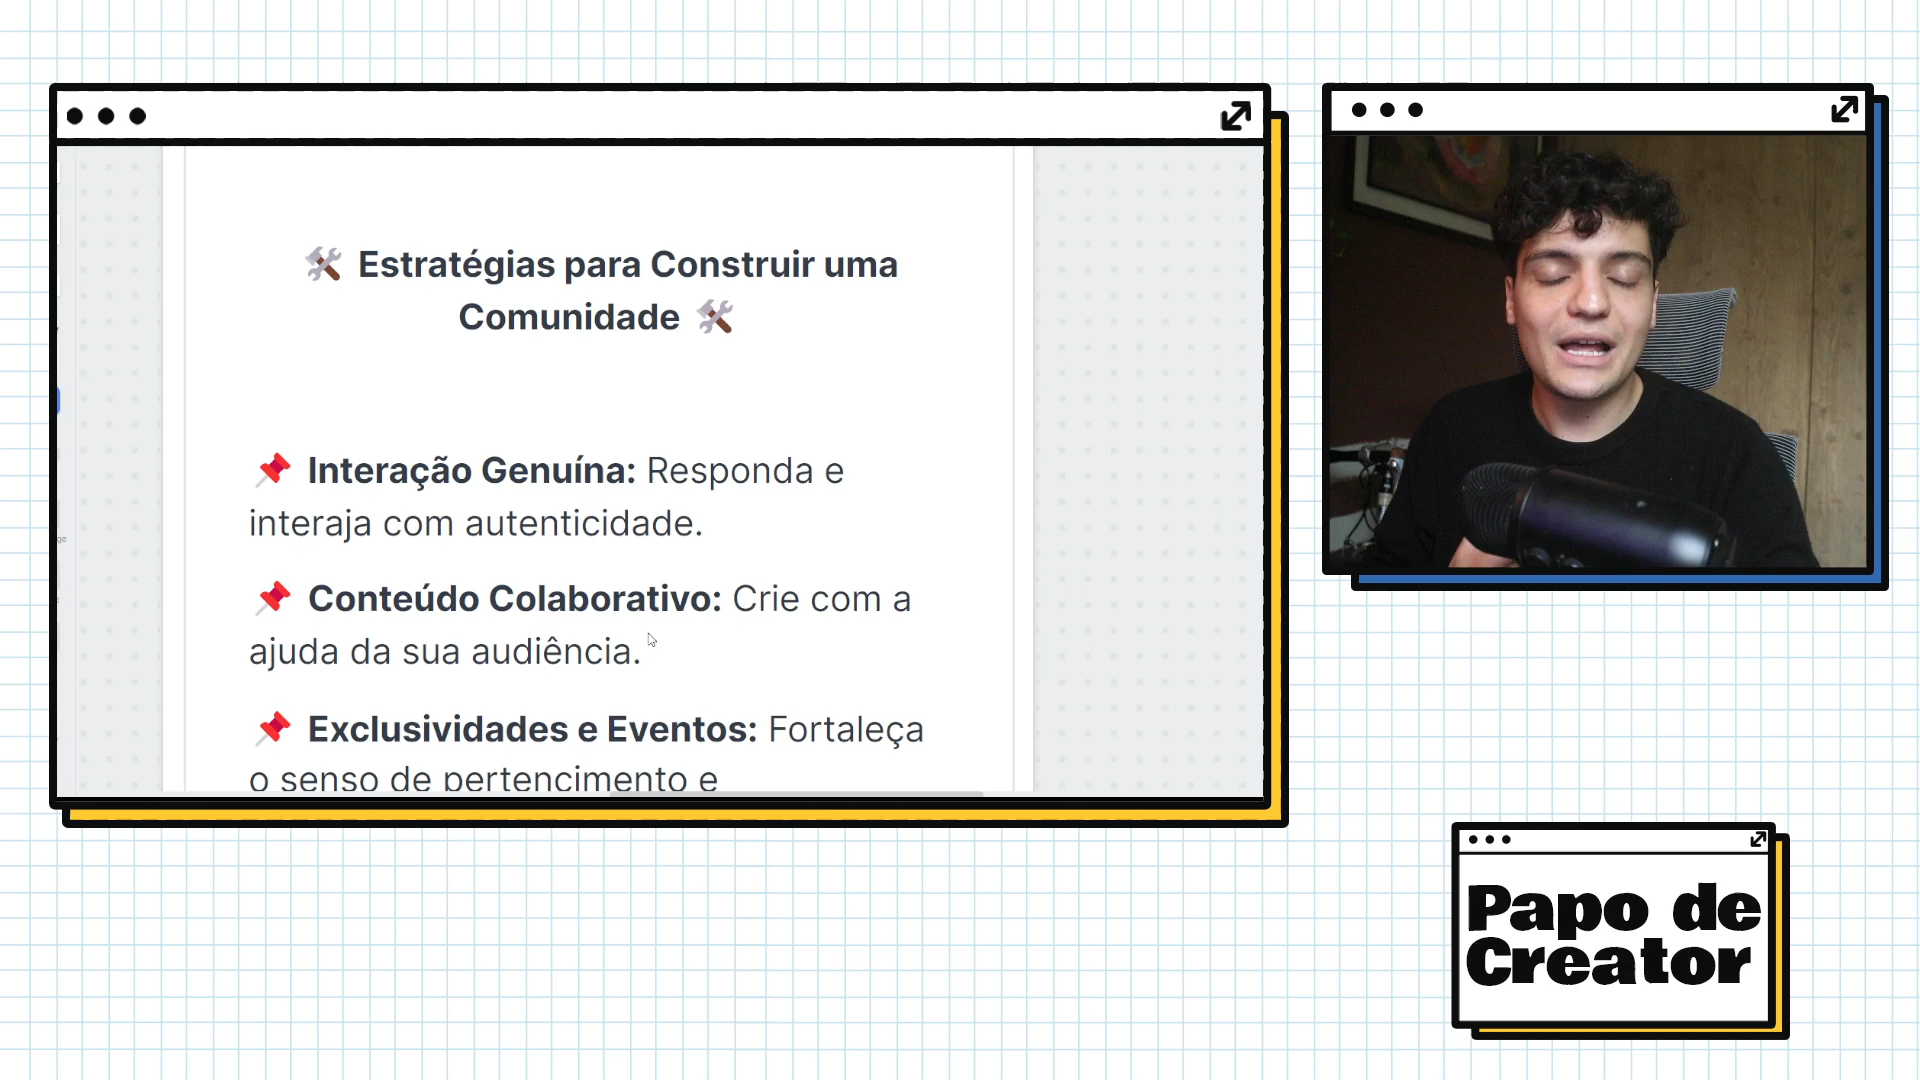 🛠 Estratégias para Construir uma
Comunidade 🛠
📌 Interação Genuína: Responda e
interaja com autenticidade.
📌 Conteúdo Colaborativo: Crie com a
ajuda da sua audiência.
📌 Exclusividades e Eventos: Fortaleça
o senso de pertencimento e
ge
Papo de
Creator